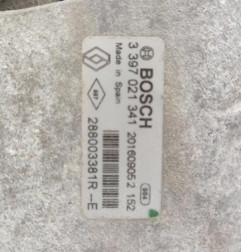 BOSCH
3 397 021 341 20160905 2 152
Made in Spain
288003381R -E